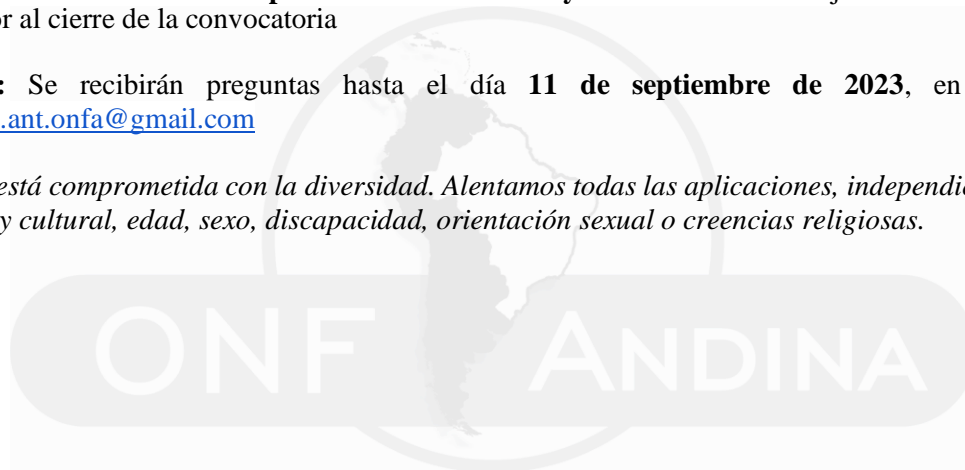 or al cierre de la convocatoria
: Se recibirán preguntas hasta el día 11 de septiembre de 2023, en
.ant.onfa@gmail.com
está comprometida con la diversidad. Alentamos todas las aplicaciones, independi
y cultural, edad, sexo, discapacidad, orientación sexual o creencias religiosas.
ONF ANDINA